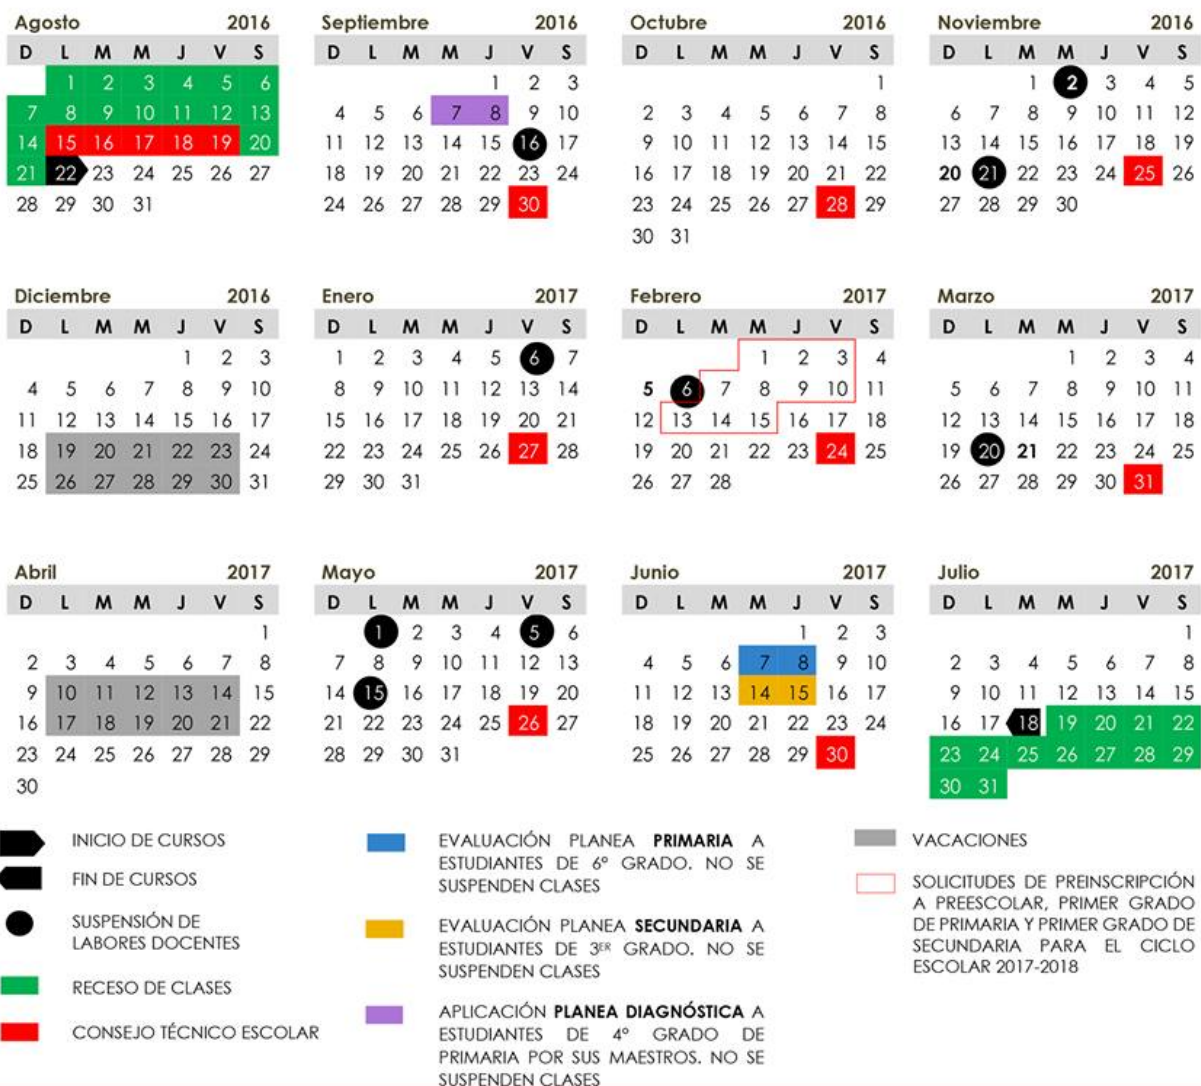 Agosto 2016
D L M M J V S
1 2 3 4 5 6
7 8 9 10 11 12 13
14 15 16 17 18 19 20
21 22 23 24 25 26 27
28 29 30 31
Septiembre 2016
D L M M J V S
1 2 3
4 5 6 7 8 9 10
11 12 13 14 15 16 17
18 19 20 21 22 23 24
24 26 27 28 29 30
Octubre 2016
D L M M J V S
1
2 3 4 5 6 7 8
9 10 11 12 13 14 15
16 17 18 19 20 21 22
23 24 25 26 27 28 29
30 31
Noviembre 2016
D L M M J V S
1 2 3 4 5
6 7 8 9 10 11 12
13 14 15 16 17 18 19
20 21 22 23 24 25 26
27 28 29 30
Diciembre 2016
D L M M J V S
1 2 3
4 5 6 7 8 9 10
11 12 13 14 15 16 17
18 19 20 21 22 23 24
25 26 27 28 29 30 31
Enero 2017
D L M M J V S
1 2 3 4 5 6 7
8 9 10 11 12 13 14
15 16 17 18 19 20 21
22 23 24 25 26 27 28
29 30 31
Febrero 2017
D L M M J V S
1 2 3 4
5 6 7 8 9 10 11
12 13 14 15 16 17 18
19 20 21 22 23 24 25
26 27 28
Marzo 2017
D L M M J V S
1 2 3 4
5 6 7 8 9 10 11
12 13 14 15 16 17 18
19 20 21 22 23 24 25
26 27 28 29 30 31
Abril 2017
D L M M J V S
1
2 3 4 5 6 7 8
9 10 11 12 13 14 15
16 17 18 19 20 21 22
23 24 25 26 27 28 29
30
Mayo 2017
D L M M J V S
1 2 3 4 5 6
7 8 9 10 11 12 13
14 15 16 17 18 19 20
21 22 23 24 25 26 27
28 29 30 31
Junio 2017
D L M M J V S
1 2 3
4 5 6 7 8 9 10
11 12 13 14 15 16 17
18 19 20 21 22 23 24
25 26 27 28 29 30
Julio 2017
D L M M J V S
1
2 3 4 5 6 7 8
9 10 11 12 13 14 15
16 17 18 19 20 21 22
23 24 25 26 27 28 29
30 31
INICIO DE CURSOS
FIN DE CURSOS
SUSPENSIÓN DE
LABORES DOCENTES
RECESO DE CLASES
CONSEJO TÉCNICO ESCOLAR
EVALUACIÓN PLANEA PRIMARIA A
ESTUDIANTES DE 6º GRADO. NO SE
SUSPENDEN CLASES
EVALUACIÓN PLANEA SECUNDARIA A
ESTUDIANTES DE 3ER GRADO. NO SE
SUSPENDEN CLASES
APLICACIÓN PLANEA DIAGNÓSTICA A
ESTUDIANTES DE 4º GRADO DE
PRIMARIA POR SUS MAESTROS. NO SE
SUSPENDEN CLASES
VACACIONES
SOLICITUDES DE PREINSCRIPCIÓN
A PREESCOLAR, PRIMER GRADO
DE PRIMARIA Y PRIMER GRADO DE
SECUNDARIA PARA EL CICLO
ESCOLAR 2017-2018